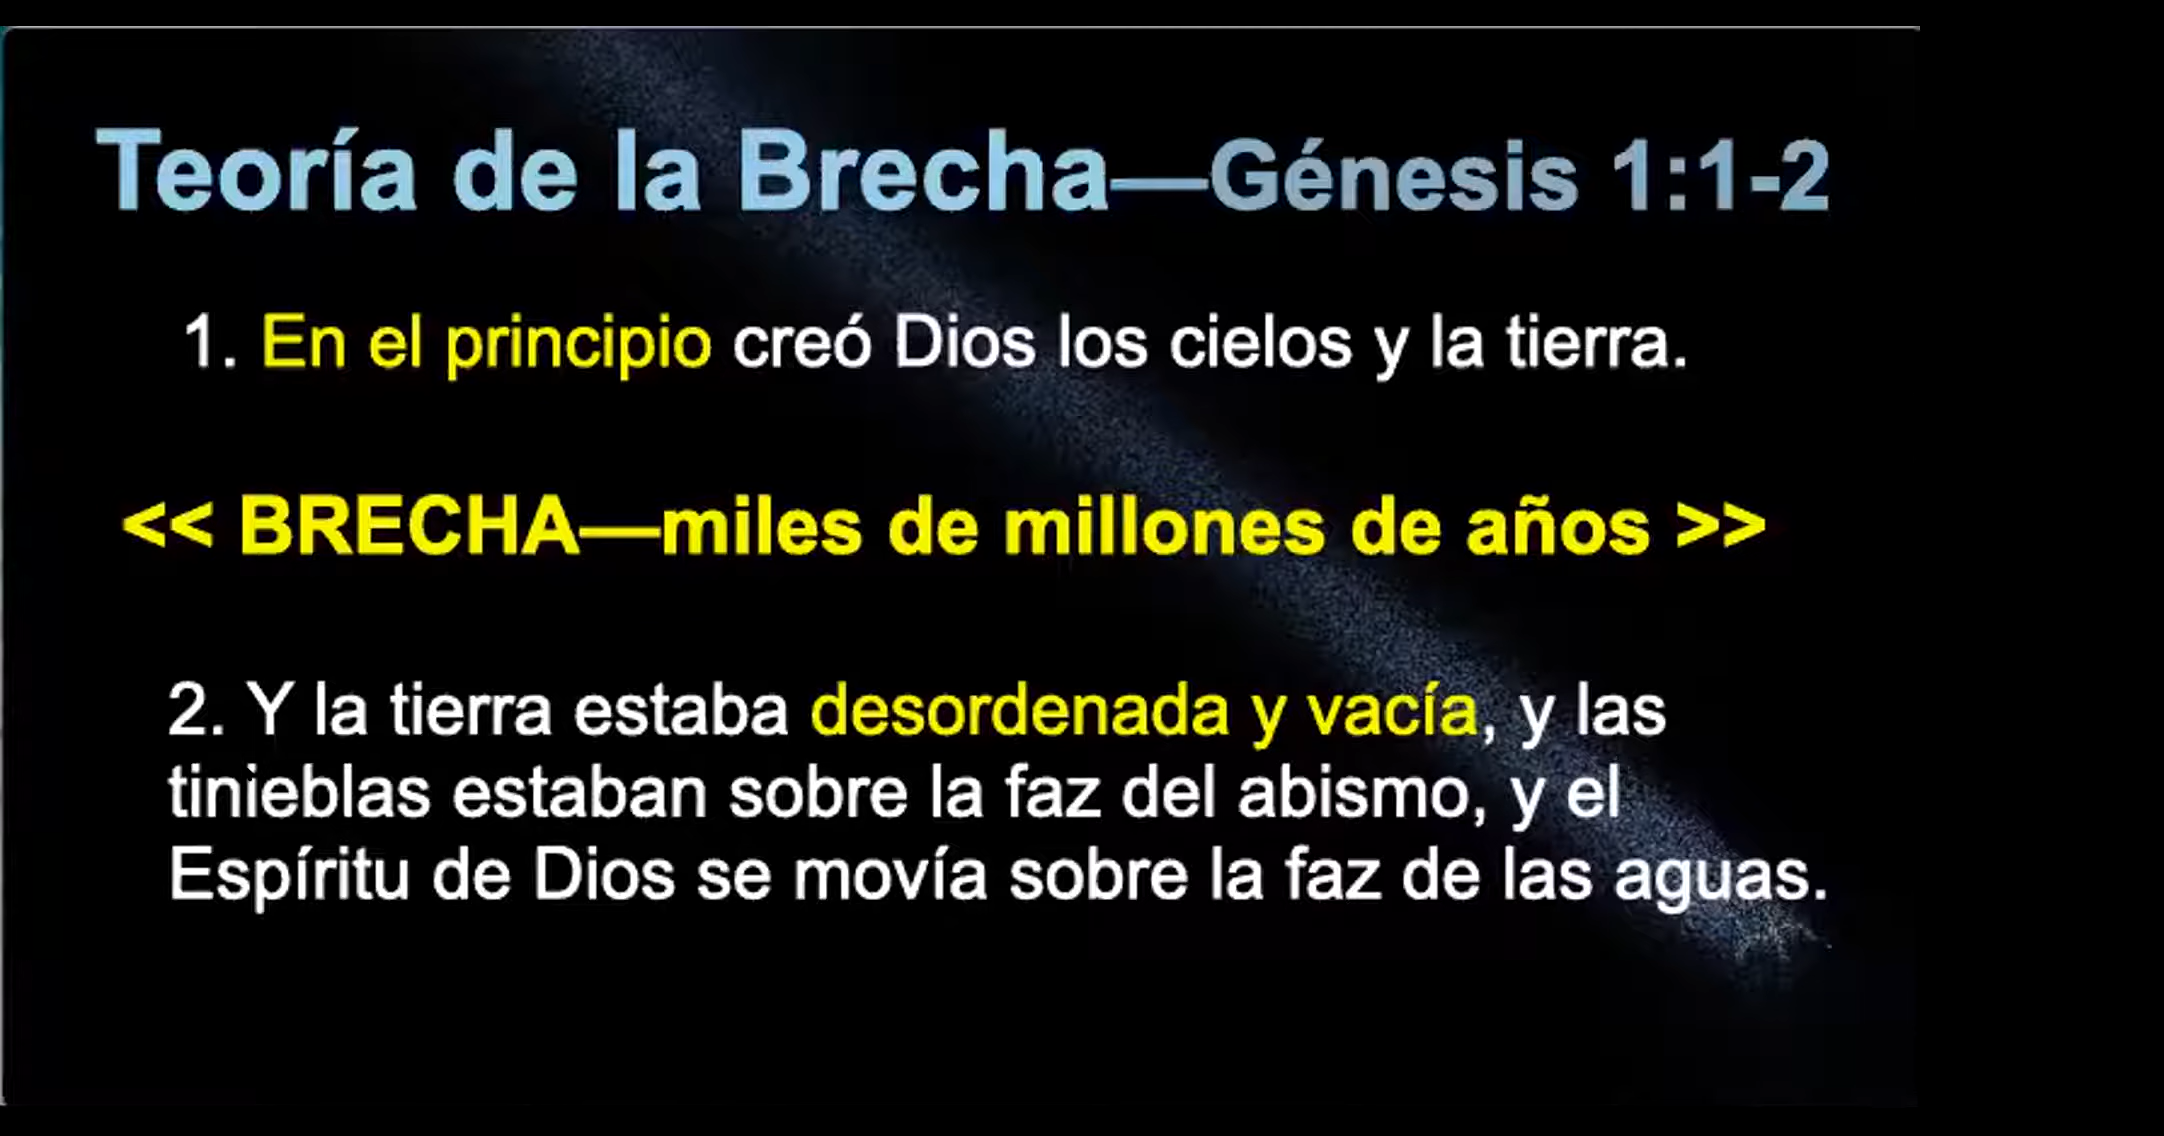 Teoría de la Brecha—Génesis 1:1-2
1. En el principio creó Dios los cielos y la tierra.
<< BRECHA—miles de millones de años >>
2. Y la tierra estaba desordenada y vacía, y las
tinieblas estaban sobre la faz del abismo, y el
Espíritu de Dios se movía sobre la faz de las aguas.